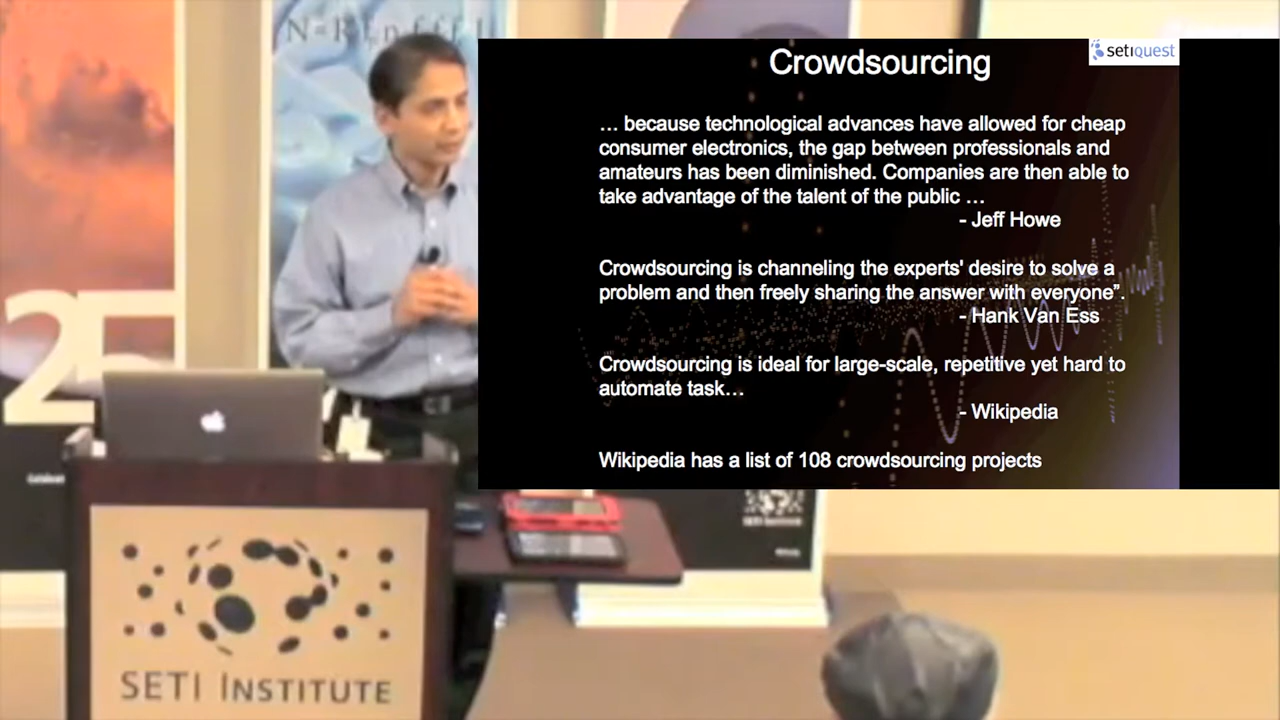 Crowdsourcing
setiquest
… because technological advances have allowed for cheap
consumer electronics, the gap between professionals and
amateurs has been diminished. Companies are then able to
take advantage of the talent of the public …
- Jeff Howe
Crowdsourcing is channeling the experts' desire to solve a
problem and then freely sharing the answer with everyone”.
- Hank Van Ess
Crowdsourcing is ideal for large-scale, repetitive yet hard to
automate task…
- Wikipedia
Wikipedia has a list of 108 crowdsourcing projects
25
SETI Institute
SETI INSTITUTE